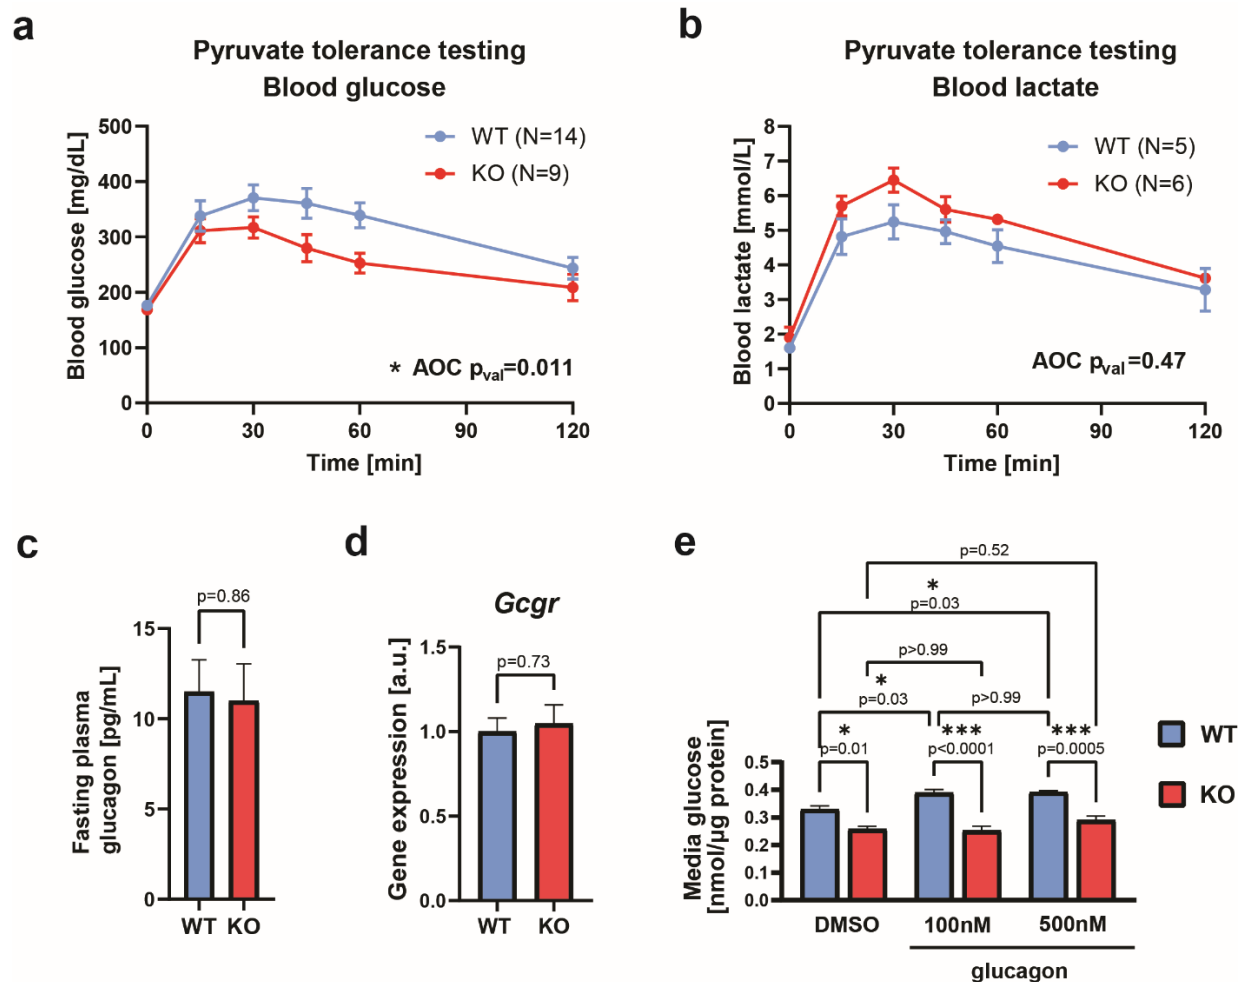 a
Pyruvate tolerance testing
Blood glucose
WT (N=14)
KO (N=9)
Blood glucose [mg/dL]
500
400
300
200
100
0
* AOC pval=0.011
0 30 60 90 120
Time [min]
b
Pyruvate tolerance testing
Blood lactate
WT (N=5)
KO (N=6)
Blood lactate [mmol/L]
8
7
6
5
4
3
2
1
0
AOC pval=0.47
0 30 60 90 120
Time [min]
c
p=0.86
Fasting plasma
glucagon [pg/mL]
15
10
5
0
WT KO
d
Gcgr
p=0.73
Gene expression [a.u.]
1.5
1.0
0.5
0.0
WT KO
e
p=0.52
*
p=0.03
p>0.99
*
p=0.03 p>0.99
* *** ***
p=0.01 p<0.0001 p=0.0005
Media glucose
[nmol/µg protein]
0.5
0.4
0.3
0.2
0.1
0.0
DMSO 100nM 500nM
glucagon
WT
KO